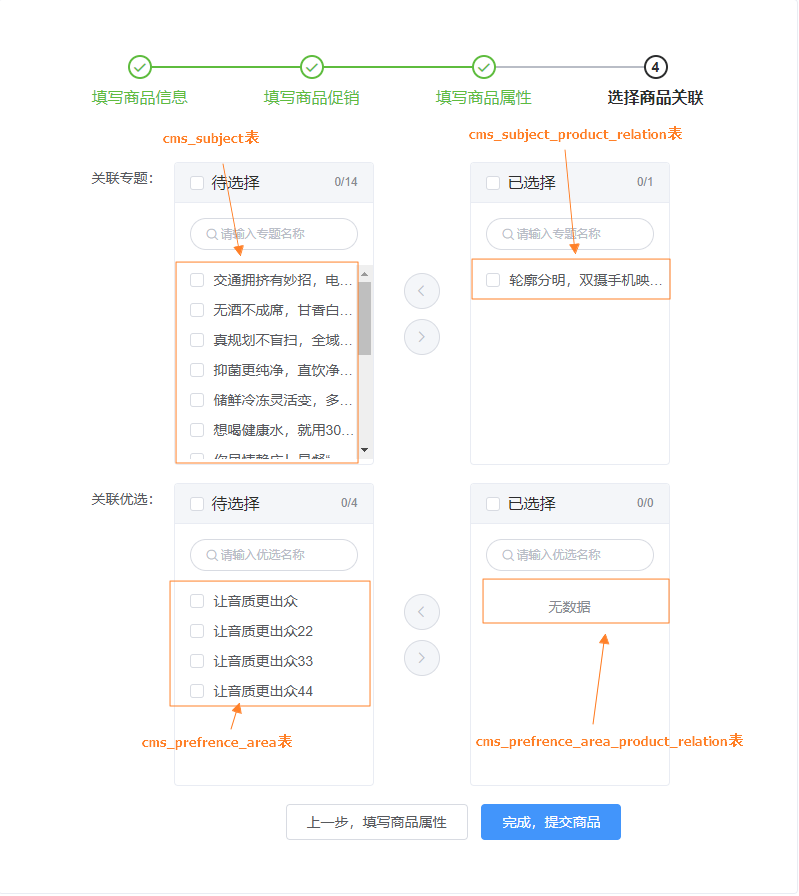 4
填写商品信息 填写商品促销 填写商品属性 选择商品关联
cms_subject表 cms_subject_product_relation表
关联专题：
待选择 0/14
请输入专题名称
交通拥挤有妙招，电...
无酒不成席，甘香白...
真规划不盲扫，全域...
抑菌更纯净，直饮净...
储鲜冷冻灵活变，多...
想喝健康水，就用30...
已选择 0/1
请输入专题名称
轮廓分明，双摄手机映...
关联优选：
待选择 0/4
请输入优选名称
让音质更出众
让音质更出众22
让音质更出众33
让音质更出众44
已选择 0/0
请输入优选名称
无数据
cms_prefrence_area表 cms_prefrence_area_product_relation表
上一步，填写商品属性 完成，提交商品